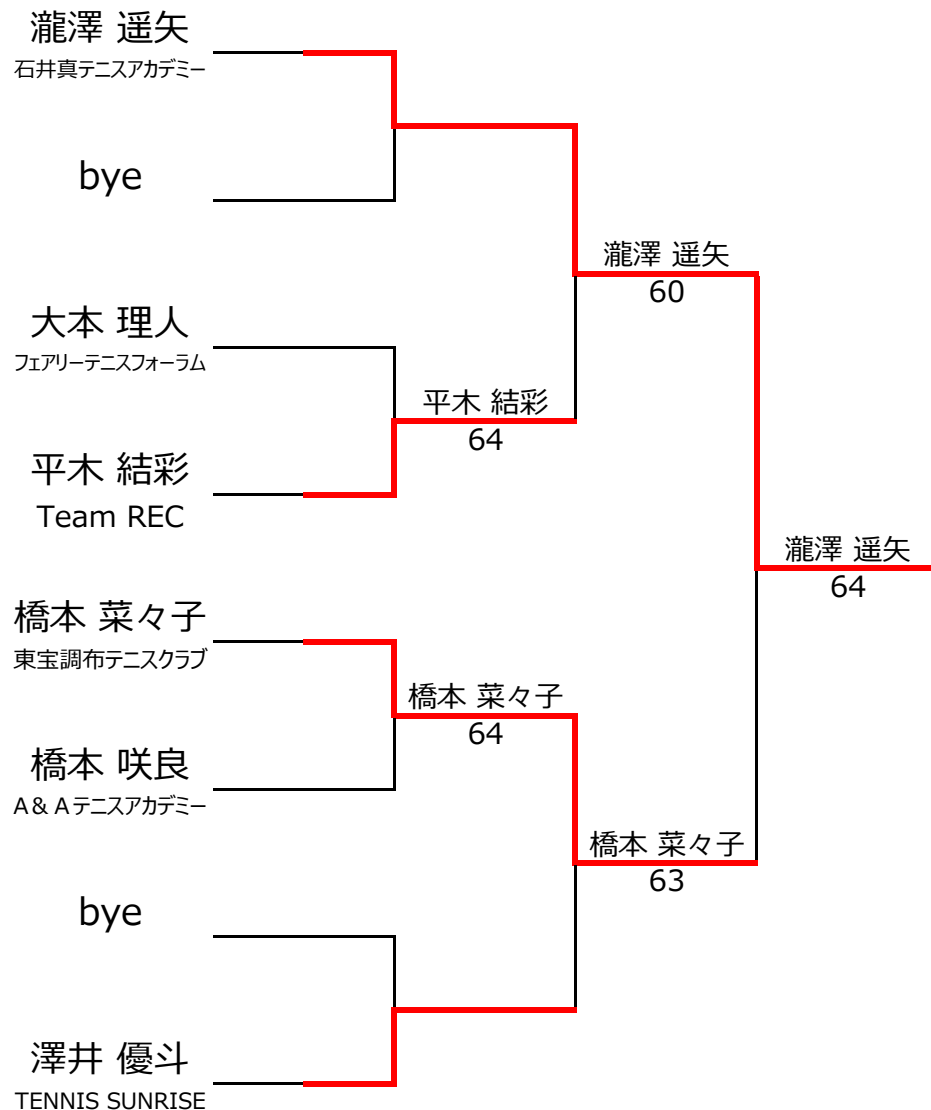 瀧澤 遥矢
石井真テニスアカデミー
bye
瀧澤 遥矢
60
大本 理人
フェアリーテニスフォーラム
平木 結彩
64
平木 結彩
Team REC
瀧澤 遥矢
64
橋本 菜々子
東宝調布テニスクラブ
橋本 菜々子
64
橋本 咲良
A&Aテニスアカデミー
橋本 菜々子
63
bye
澤井 優斗
TENNIS SUNRISE